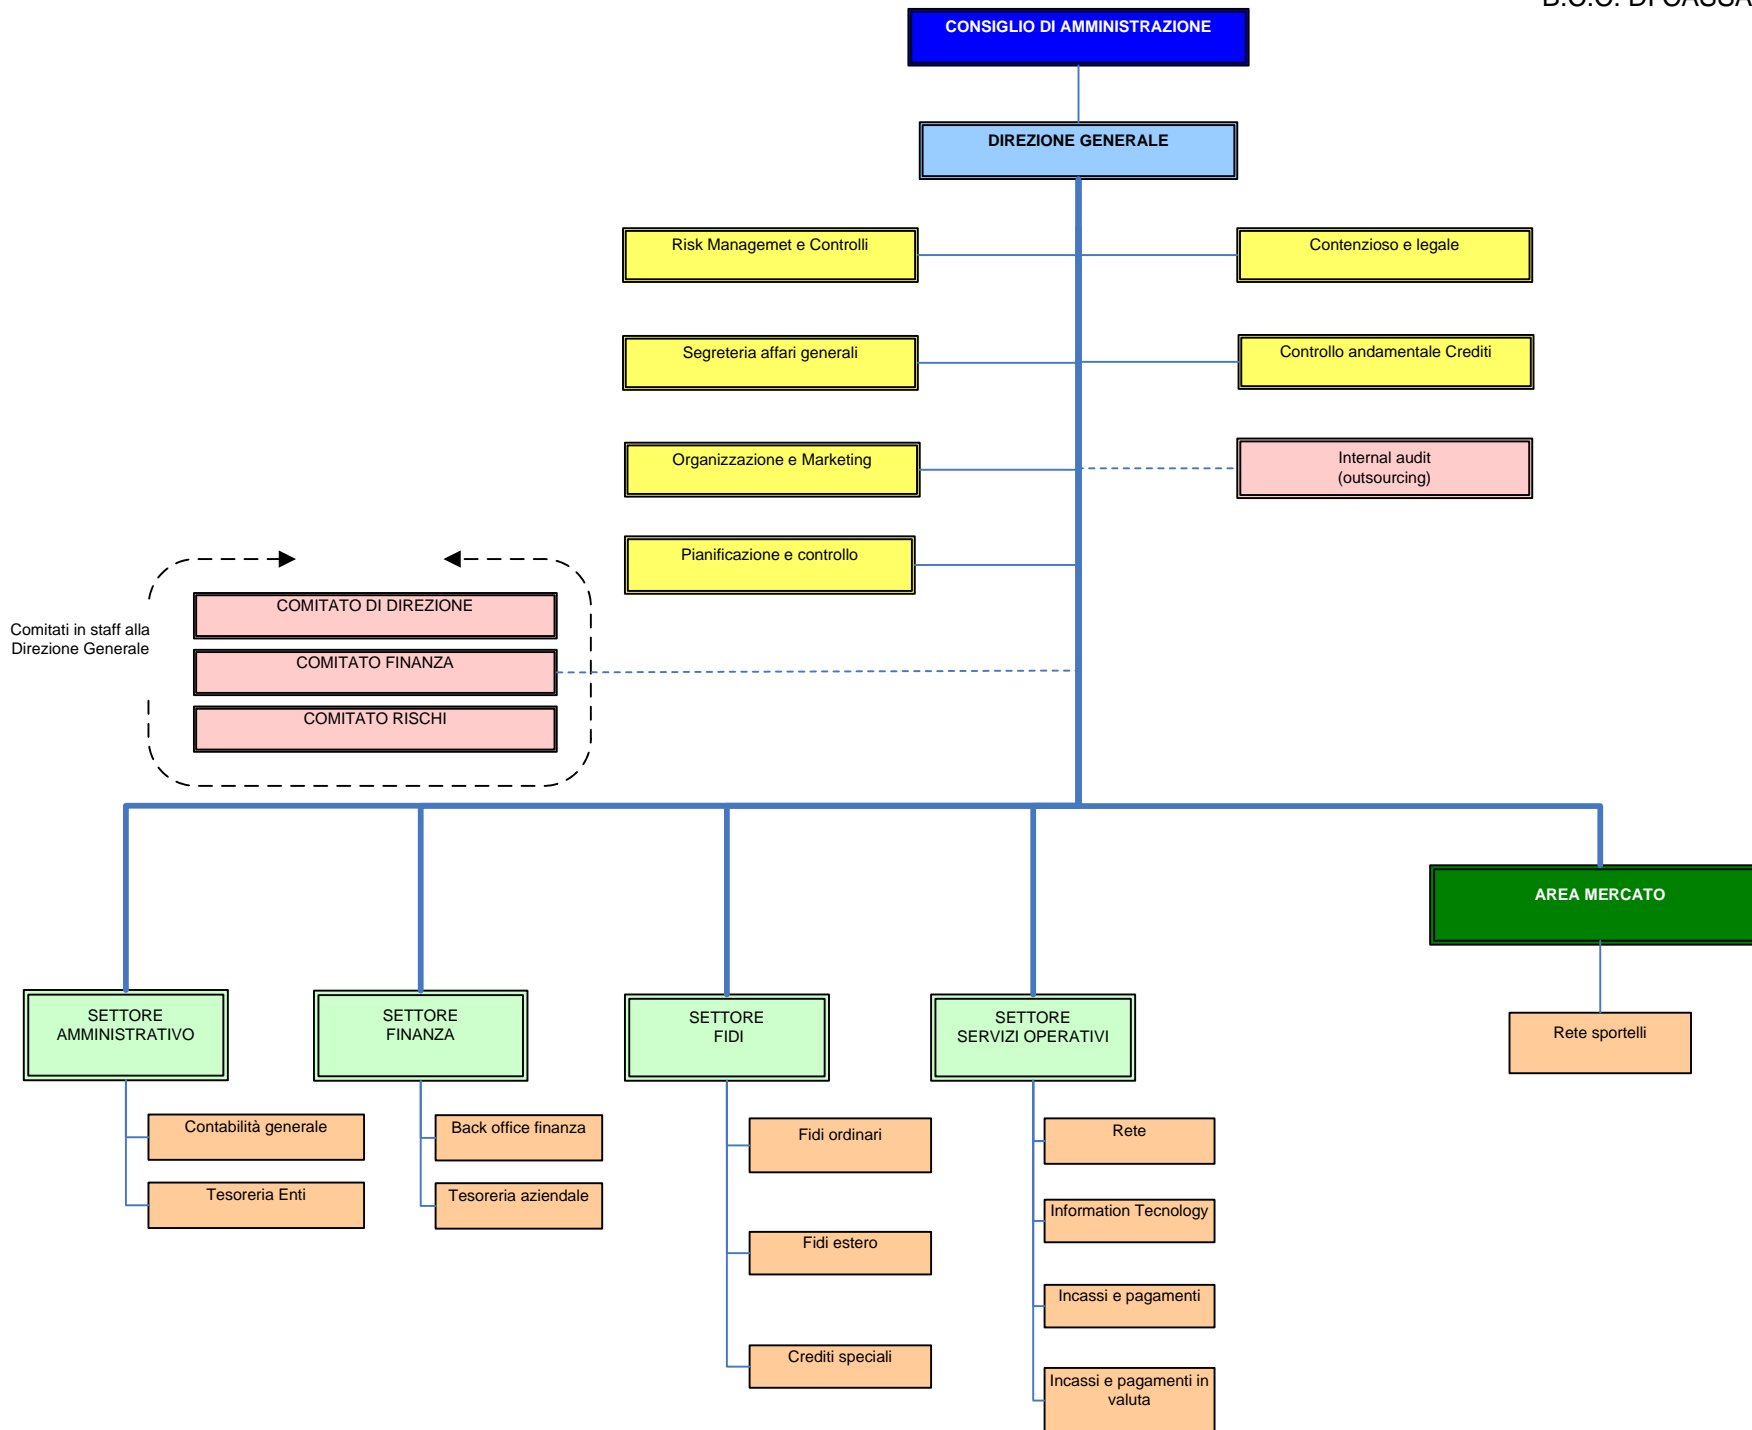 B.C.C. DI CASSA
CONSIGLIO DI AMMINISTRAZIONE
DIREZIONE GENERALE
Risk Managemet e Controlli
Contenzioso e legale
Segreteria affari generali
Controllo andamentale Crediti
Organizzazione e Marketing
Internal audit
(outsourcing)
Pianificazione e controllo
Comitati in staff alla
Direzione Generale
COMITATO DI DIREZIONE
COMITATO FINANZA
COMITATO RISCHI
AREA MERCATO
SETTORE
AMMINISTRATIVO
SETTORE
FINANZA
SETTORE
FIDI
SETTORE
SERVIZI OPERATIVI
Rete sportelli
Contabilità generale
Tesoreria Enti
Back office finanza
Tesoreria aziendale
Fidi ordinari
Fidi estero
Crediti speciali
Rete
Information Tecnology
Incassi e pagamenti
Incassi e pagamenti in
valuta